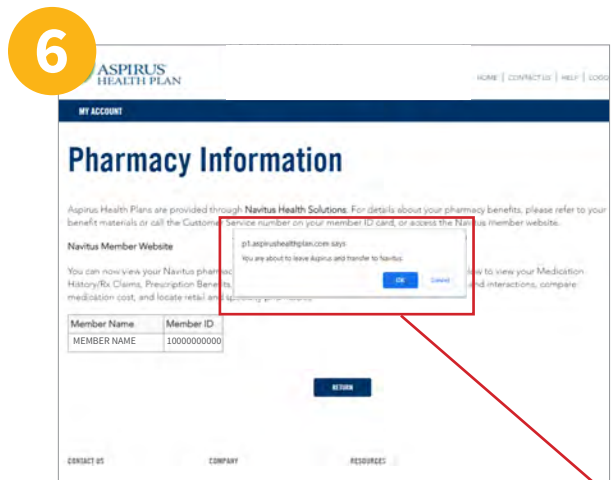 6
ASPIRUS
HEALTH PLAN
HOME | CONTACT US | HELP | LOGO
MY ACCOUNT
Pharmacy Information
Aspirus Health Plans are provided through Navitus Health Solutions. For details about your pharmacy benefits, please refer to your
benefit materials or call the Customer Service number on your member ID card, or access the Navitus member website.
p1.aspirushealthplan.com says
You are about to leave Aspirus and transfer to Navitus
OK Cancel
Navitus Member Website
You can now view your Navitus pharmac to view your Medication
History/Rx Claims, Prescription Benefits, and interactions, compare
medication cost, and locate retail and
Member Name Member ID
MEMBER NAME 10000000000
RETURN
CONTACT US COMPANY RESOURCES